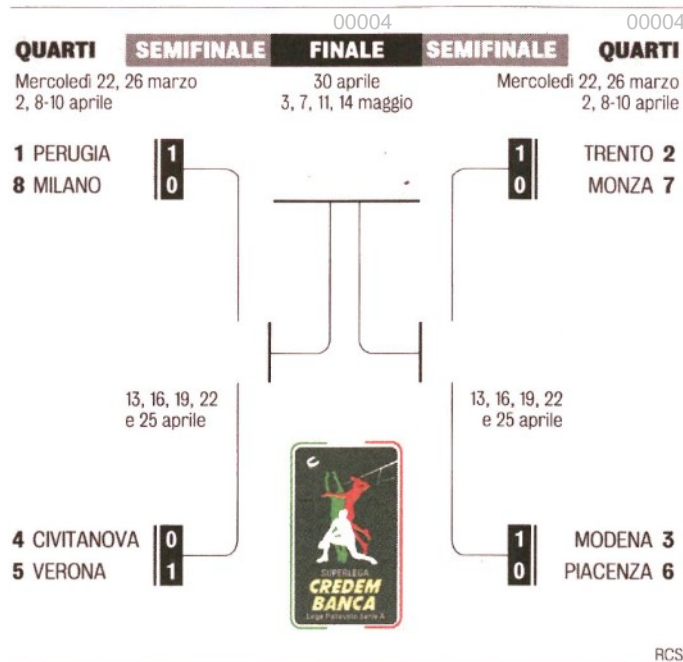 00004
00004
QUARTI SEMIFINALE FINALE SEMIFINALE QUARTI
Mercoledì 22, 26 marzo
2, 8-10 aprile
30 aprile
3, 7, 11, 14 maggio
Mercoledì 22, 26 marzo
2, 8-10 aprile
1 PERUGIA 1
8 MILANO 0
1 TRENTO 2
0 MONZA 7
13, 16, 19, 22
e 25 aprile
13, 16, 19, 22
e 25 aprile
4 CIVITANOVA 0
5 VERONA 1
SUPERLEGA
CREDEM
BANCA
Lega Pallavolo Serie A
1 MODENA 3
0 PIACENZA 6
RCS